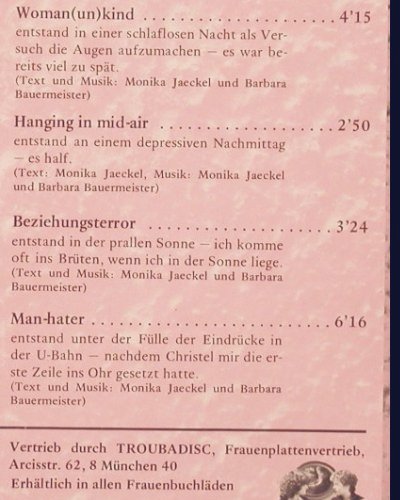 Woman(un)kind ........................ 4'15
entstand in einer schlaflosen Nacht als Ver-
such die Augen aufzumachen — es war be-
reits viel zu spät.
(Text und Musik: Monika Jaeckel und Barbara
Bauermeister)
Hanging in mid-air .................... 2'50
entstand an einem depressiven Nachmittag
— es half.
(Text: Monika Jaeckel, Musik: Monika Jaeckel
und Barbara Bauermeister)
Beziehungsterror ..................... 3'24
entstand in der prallen Sonne — ich komme
oft ins Brüten, wenn ich in der Sonne liege.
(Text und Musik: Monika Jaeckel und Barbara
Bauermeister)
Man-hater ........................... 6'16
entstand unter der Fülle der Eindrücke in
der U-Bahn — nachdem Christel mir die er-
ste Zeile ins Ohr gesetzt hatte.
(Text und Musik: Monika Jaeckel und Barbara
Bauermeister)
Vertrieb durch TROUBADISC, Frauenplattenvertrieb,
Arcisstr. 62, 8 München 40
Erhältlich in allen Frauenbuchläden